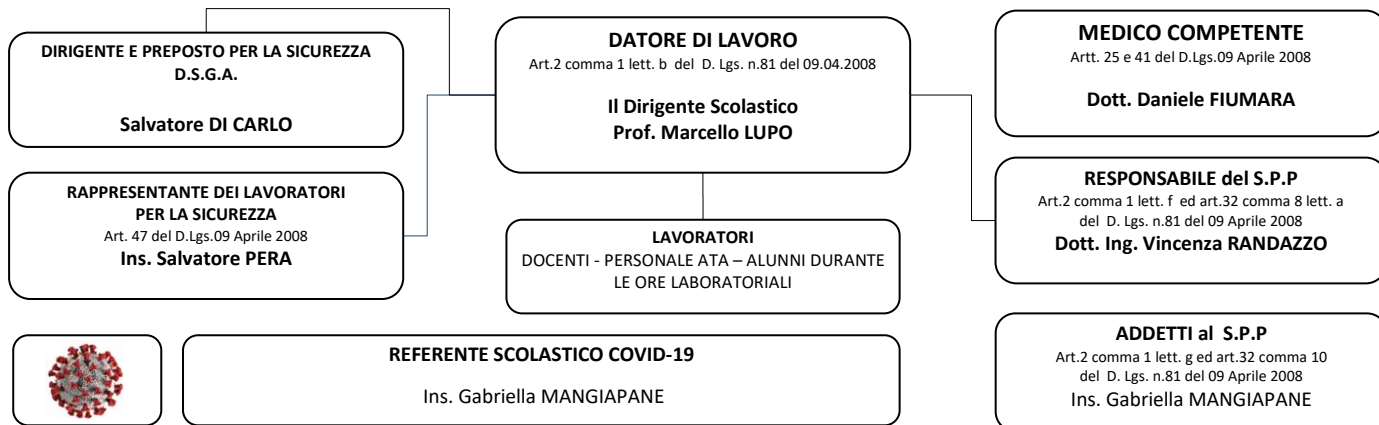 DIRIGENTE E PREPOSTO PER LA SICUREZZA
D.S.G.A.
Salvatore DI CARLO
DATORE DI LAVORO
Art.2 comma 1 lett. b del D. Lgs. n.81 del 09.04.2008
Il Dirigente Scolastico
Prof. Marcello LUPO
MEDICO COMPETENTE
Artt. 25 e 41 del D.Lgs.09 Aprile 2008
Dott. Daniele FIUMARA
RAPPRESENTANTE DEI LAVORATORI
PER LA SICUREZZA
Art. 47 del D.Lgs.09 Aprile 2008
Ins. Salvatore PERA
LAVORATORI
DOCENTI - PERSONALE ATA – ALUNNI DURANTE
LE ORE LABORATORIALI
RESPONSABILE del S.P.P
Art.2 comma 1 lett. f ed art.32 comma 8 lett. a
del D. Lgs. n.81 del 09 Aprile 2008
Dott. Ing. Vincenza RANDAZZO
REFERENTE SCOLASTICO COVID-19
Ins. Gabriella MANGIAPANE
ADDETTI al S.P.P
Art.2 comma 1 lett. g ed art.32 comma 10
del D. Lgs. n.81 del 09 Aprile 2008
Ins. Gabriella MANGIAPANE